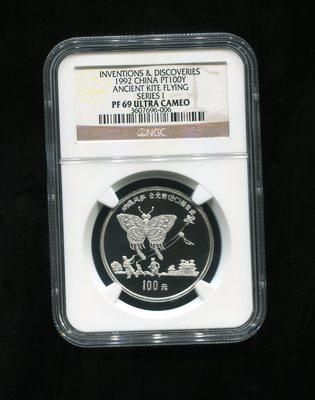 INVENTIONS & DISCOVERIES
1992 CHINA PT100Y
ANCIENT KITE FLYING
SERIES I
PF 69 ULTRA CAMEO
3607696-006
NGC
100元